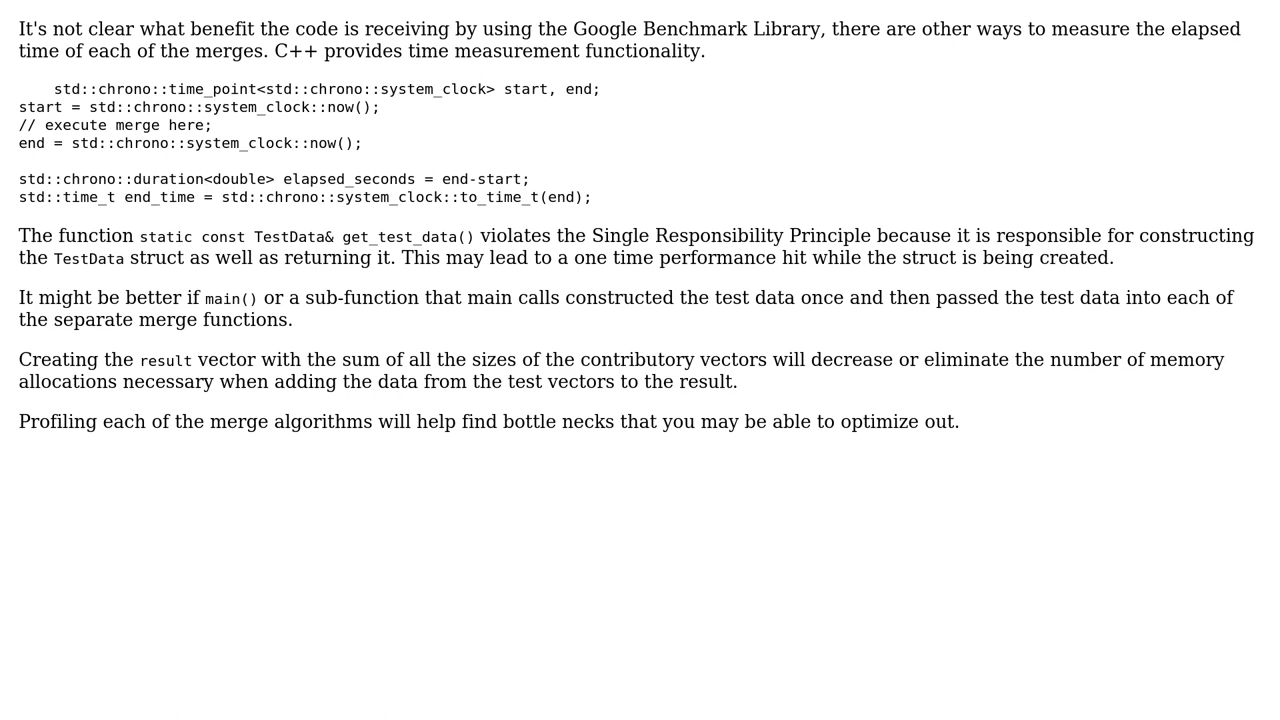 It's not clear what benefit the code is receiving by using the Google Benchmark Library, there are other ways to measure the elapsed
time of each of the merges. C++ provides time measurement functionality.
    std::chrono::time_point<std::chrono::system_clock> start, end;
start = std::chrono::system_clock::now();
// execute merge here;
end = std::chrono::system_clock::now();

std::chrono::duration<double> elapsed_seconds = end-start;
std::time_t end_time = std::chrono::system_clock::to_time_t(end);
The function static const TestData& get_test_data() violates the Single Responsibility Principle because it is responsible for constructing
the TestData struct as well as returning it. This may lead to a one time performance hit while the struct is being created.
It might be better if main() or a sub-function that main calls constructed the test data once and then passed the test data into each of
the separate merge functions.
Creating the result vector with the sum of all the sizes of the contributory vectors will decrease or eliminate the number of memory
allocations necessary when adding the data from the test vectors to the result.
Profiling each of the merge algorithms will help find bottle necks that you may be able to optimize out.